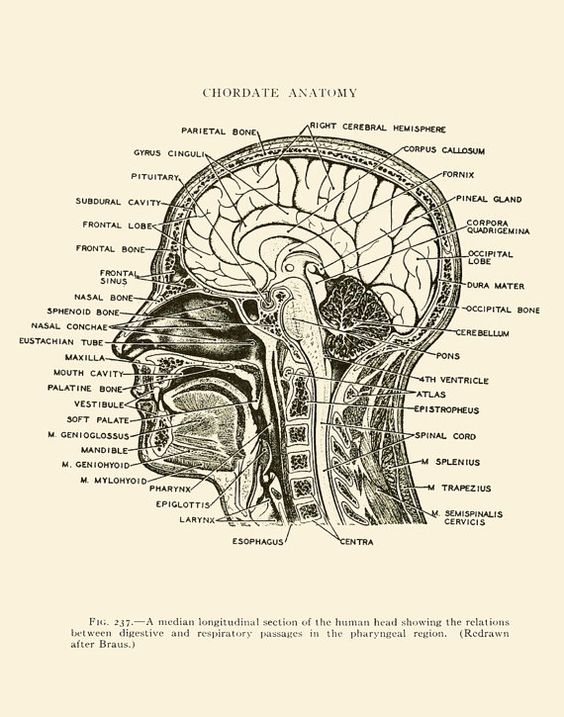 CHORDATE ANATOMY
PARIETAL BONE
GYRUS CINGULI
PITUITARY
SUBDURAL CAVITY
FRONTAL LOBE
FRONTAL BONE
FRONTAL
SINUS
NASAL BONE
SPHENOID BONE
NASAL CONCHAE
EUSTACHIAN TUBE
MAXILLA
MOUTH CAVITY
PALATINE BONE
VESTIBULE
SOFT PALATE
M. GENIOGLOSSUS
MANDIBLE
M. GENIOHYOID
M. MYLOHYOID
PHARYNX
EPIGLOTTIS
LARYNX
ESOPHAGUS
RIGHT CEREBRAL HEMISPHERE
CORPUS CALLOSUM
FORNIX
PINEAL GLAND
CORPORA
QUADRIGEMINA
OCCIPITAL
LOBE
DURA MATER
OCCIPITAL BONE
CEREBELLUM
PONS
4TH VENTRICLE
ATLAS
EPISTROPHEUS
SPINAL CORD
M SPLENIUS
M TRAPEZIUS
M. SEMISPINALIS
CERVICIS
CENTRA
FIG. 237.—A median longitudinal section of the human head showing the relations
between digestive and respiratory passages in the pharyngeal region. (Redrawn
after Braus.)